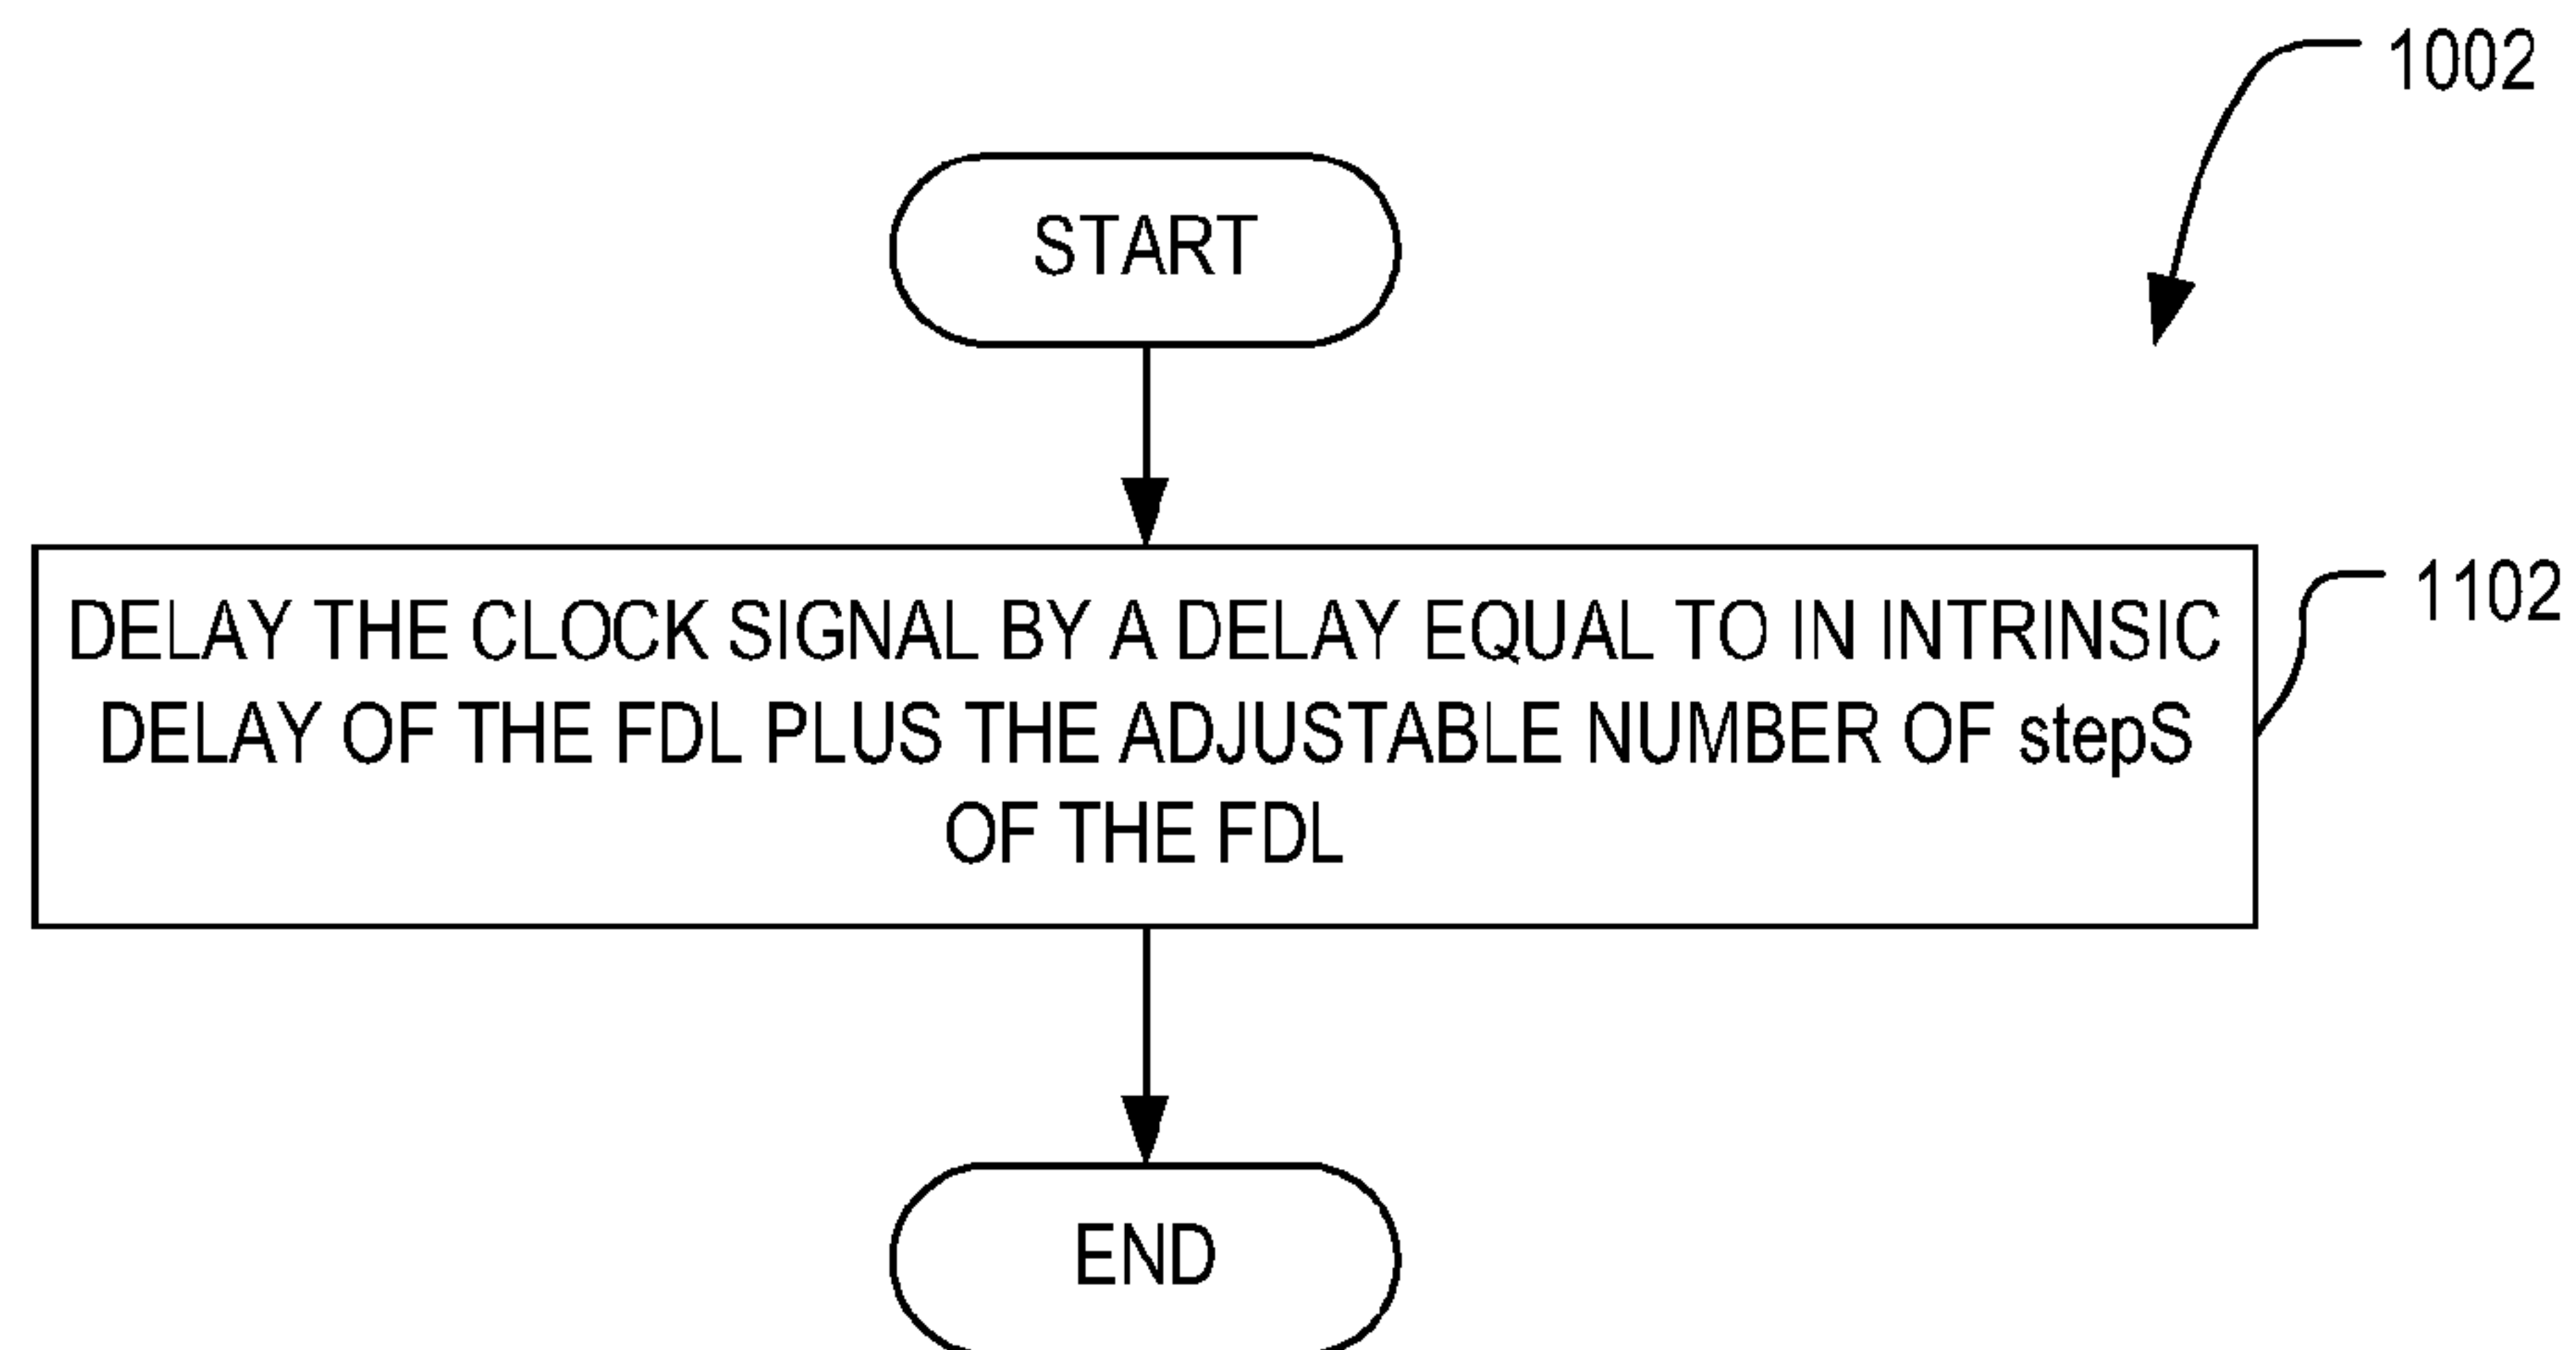 1002
START
DELAY THE CLOCK SIGNAL BY A DELAY EQUAL TO IN INTRINSIC
DELAY OF THE FDL PLUS THE ADJUSTABLE NUMBER OF stepS
OF THE FDL
1102
END